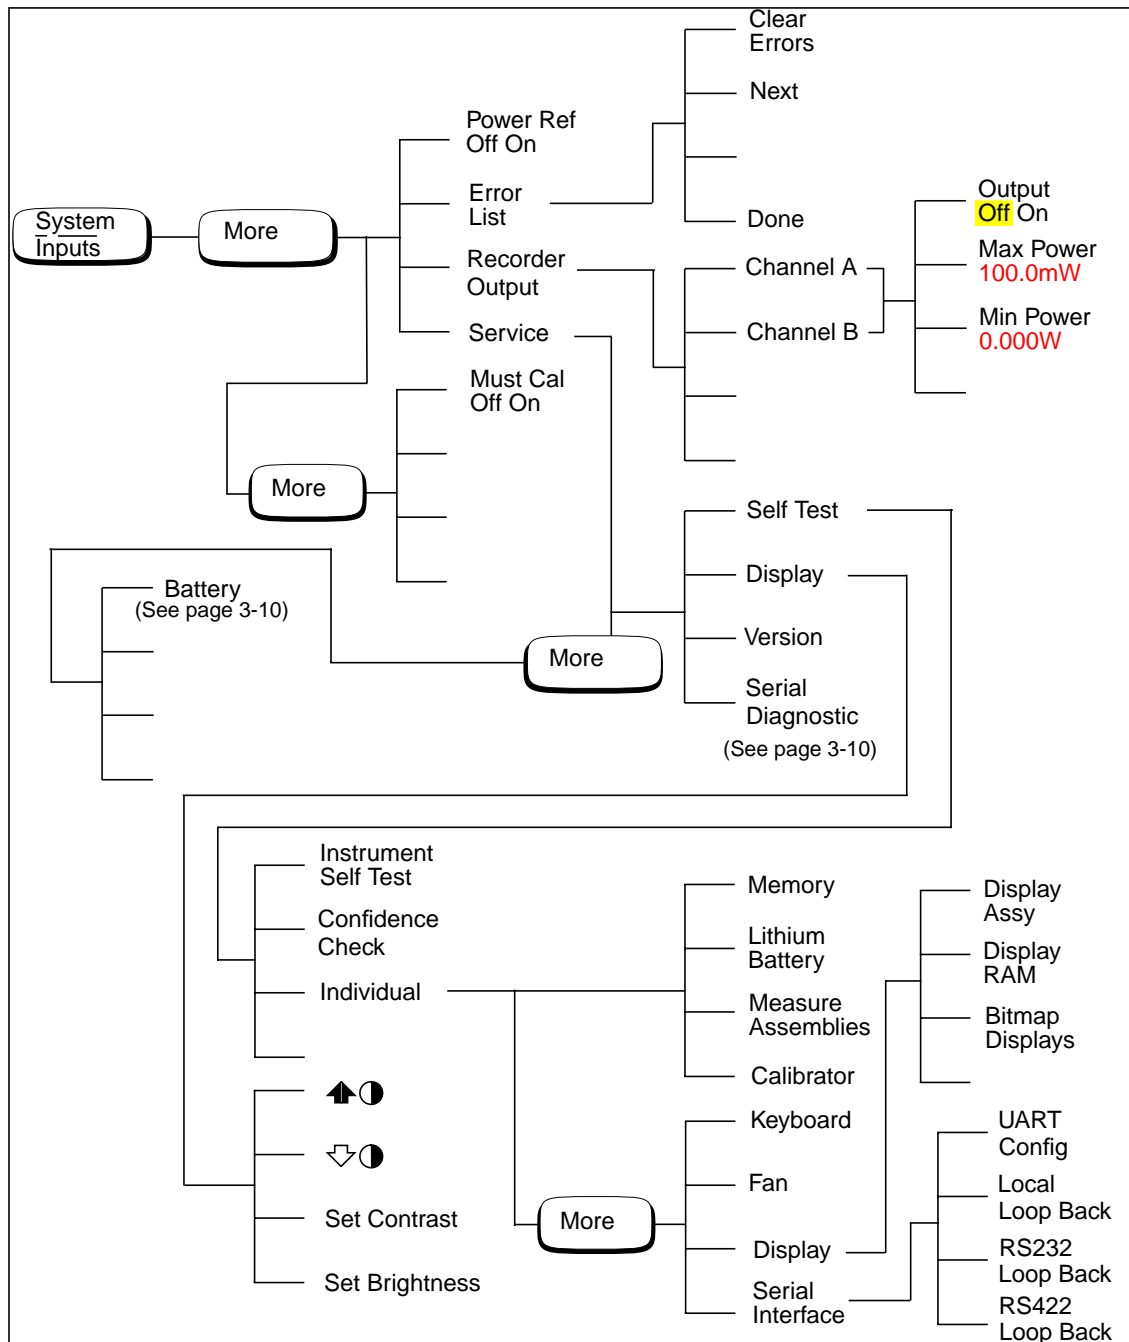 Clear
Errors
Next
Done
Power Ref
Off On
Error
List
Recorder
Output
Service
System
Inputs
More
Channel A
Channel B
Output
Off On
Max Power
100.0mW
Min Power
0.000W
Must Cal
Off On
More
Self Test
Display
Version
Serial
Diagnostic
(See page 3-10)
Battery
(See page 3-10)
More
Instrument
Self Test
Confidence
Check
Individual
Set Contrast
Set Brightness
Memory
Lithium
Battery
Measure
Assemblies
Calibrator
More
Keyboard
Fan
Display
Serial
Interface
Display
Assy
Display
RAM
Bitmap
Displays
UART
Config
Local
Loop Back
RS232
Loop Back
RS422
Loop Back